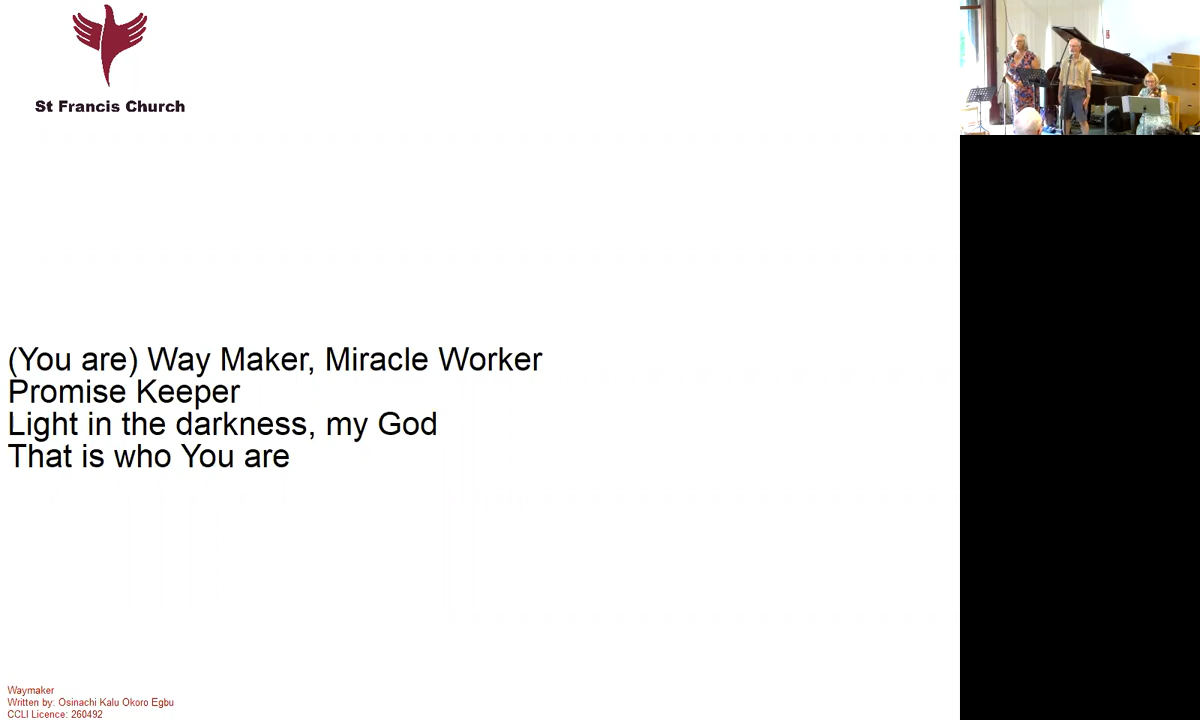 St Francis Church
(You are) Way Maker, Miracle Worker
Promise Keeper
Light in the darkness, my God
That is who You are
Waymaker
Written by: Osinachi Kalu Okoro Egbu
CCLI Licence: 260492